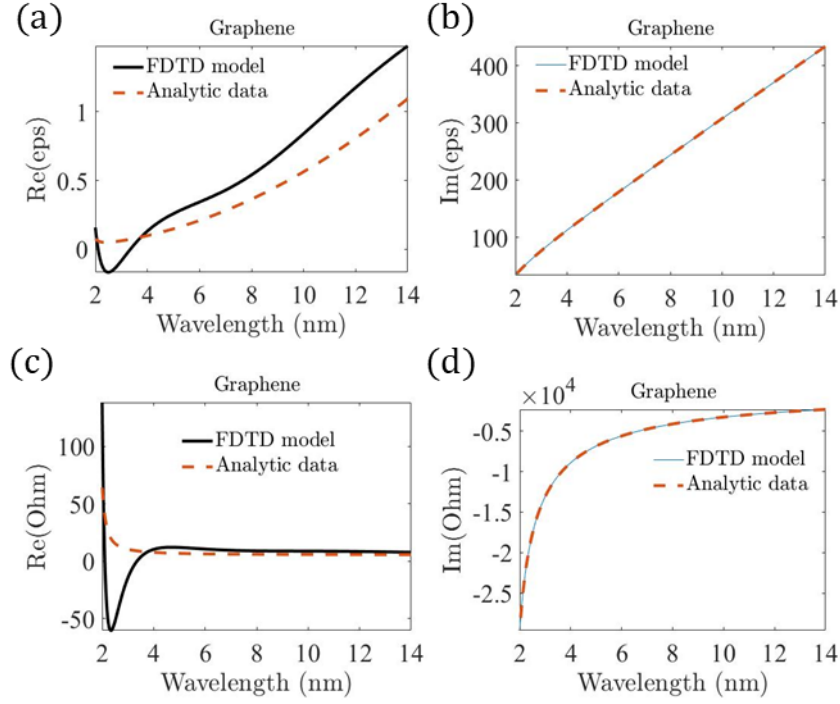 (a)
Graphene
FDTD model
Analytic data
Re(eps)
1
0.5
0
2 4 6 8 10 12 14
Wavelength (nm)
(b)
Graphene
FDTD model
Analytic data
Im(eps)
400
300
200
100
2 4 6 8 10 12 14
Wavelength (nm)
(c)
Graphene
FDTD model
Analytic data
Re(Ohm)
100
50
0
-50
2 4 6 8 10 12 14
Wavelength (nm)
(d)
×10⁴
Graphene
FDTD model
Analytic data
Im(Ohm)
-0.5
-1
-1.5
-2
-2.5
2 4 6 8 10 12 14
Wavelength (nm)